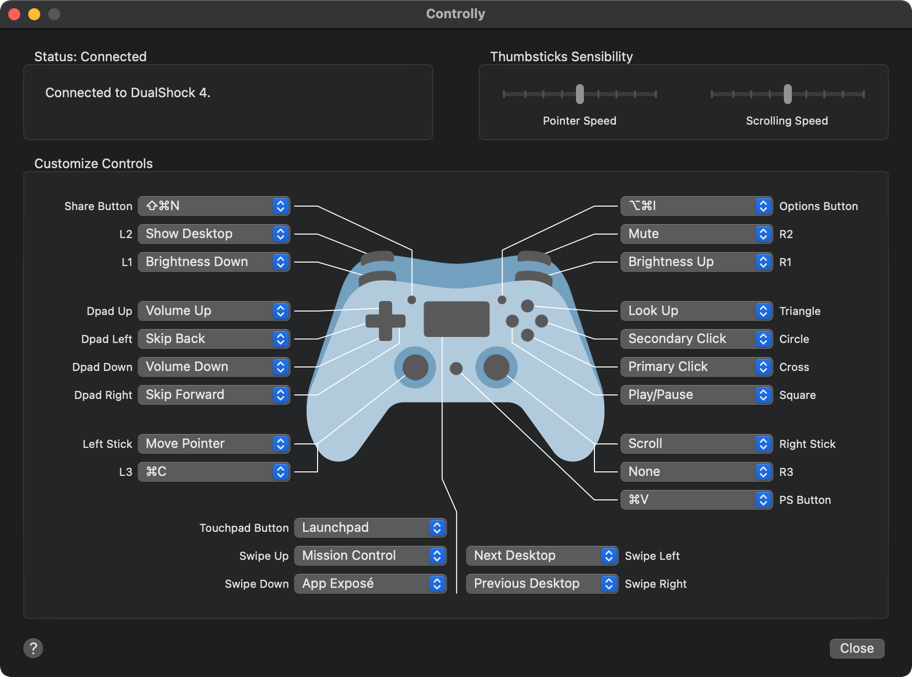 Controlly
Status: Connected
Connected to DualShock 4.
Thumbsticks Sensibility
Pointer Speed
Scrolling Speed
Customize Controls
Share Button ⇧⌘N
L2 Show Desktop
L1 Brightness Down
Dpad Up Volume Up
Dpad Left Skip Back
Dpad Down Volume Down
Dpad Right Skip Forward
Left Stick Move Pointer
L3 ⌘C
⌥⌘I Options Button
Mute R2
Brightness Up R1
Look Up Triangle
Secondary Click Circle
Primary Click Cross
Play/Pause Square
Scroll Right Stick
None R3
⌘V PS Button
Touchpad Button Launchpad
Swipe Up Mission Control
Swipe Down App Exposé
Next Desktop Swipe Left
Previous Desktop Swipe Right
?
Close